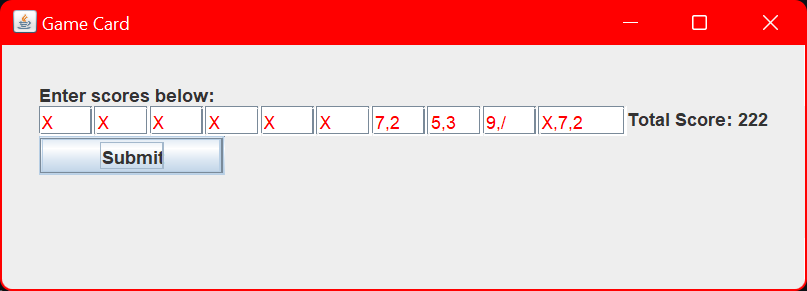 Game Card
Enter scores below:
X X X X X X 7,2 5,3 9,/ X,7,2 Total Score: 222
Submit